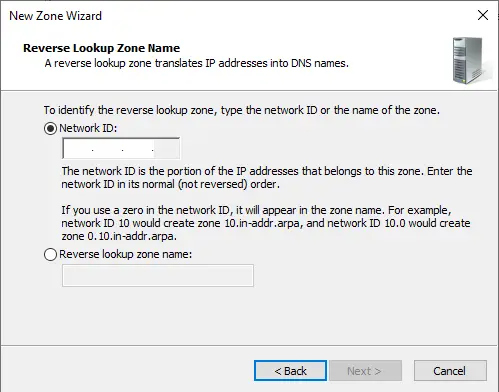 New Zone Wizard
Reverse Lookup Zone Name
A reverse lookup zone translates IP addresses into DNS names.
To identify the reverse lookup zone, type the network ID or the name of the zone.
Network ID:
. . .
The network ID is the portion of the IP addresses that belongs to this zone. Enter the
network ID in its normal (not reversed) order.
If you use a zero in the network ID, it will appear in the zone name. For example,
network ID 10 would create zone 10.in-addr.arpa, and network ID 10.0 would create
zone 0.10.in-addr.arpa.
Reverse lookup zone name:
< Back Next > Cancel